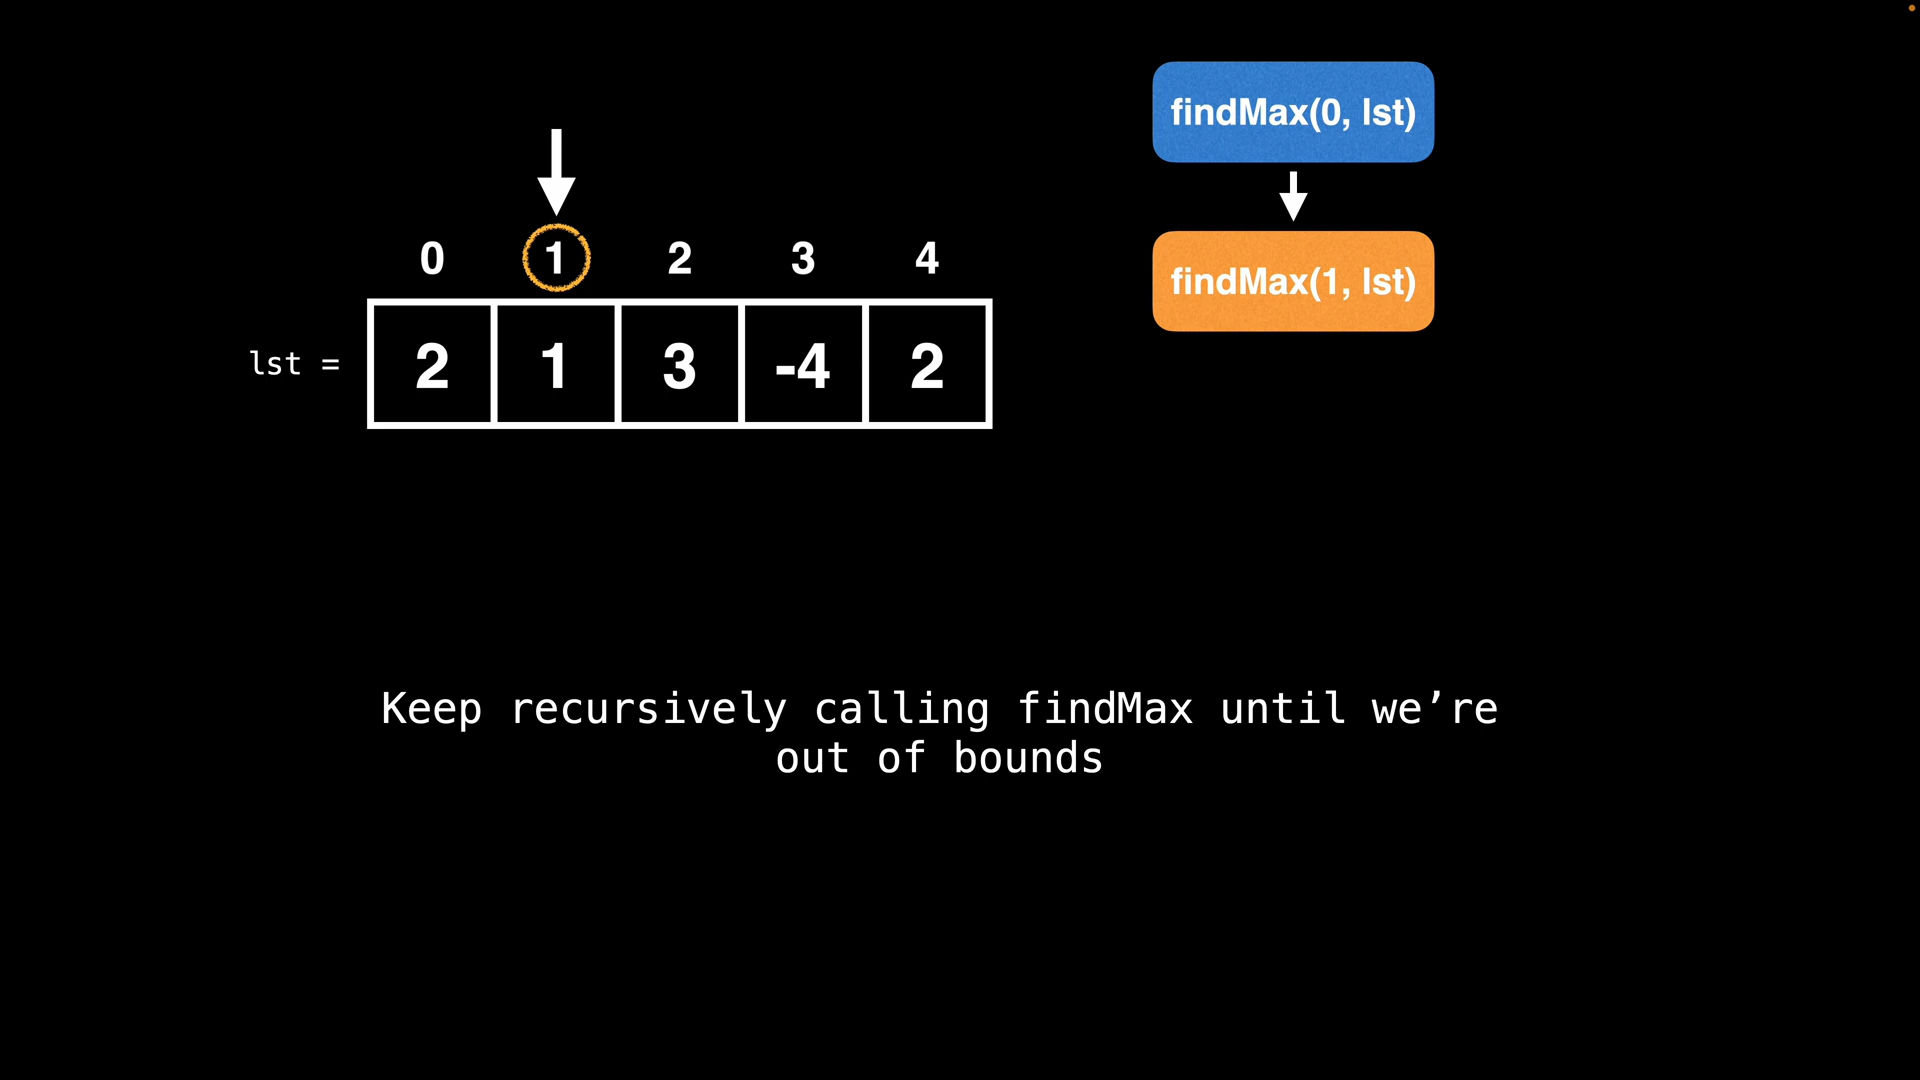 findMax(0, lst)
0 1 2 3 4
findMax(1, lst)
lst = 2 1 3 -4 2
Keep recursively calling findMax until we’re
out of bounds